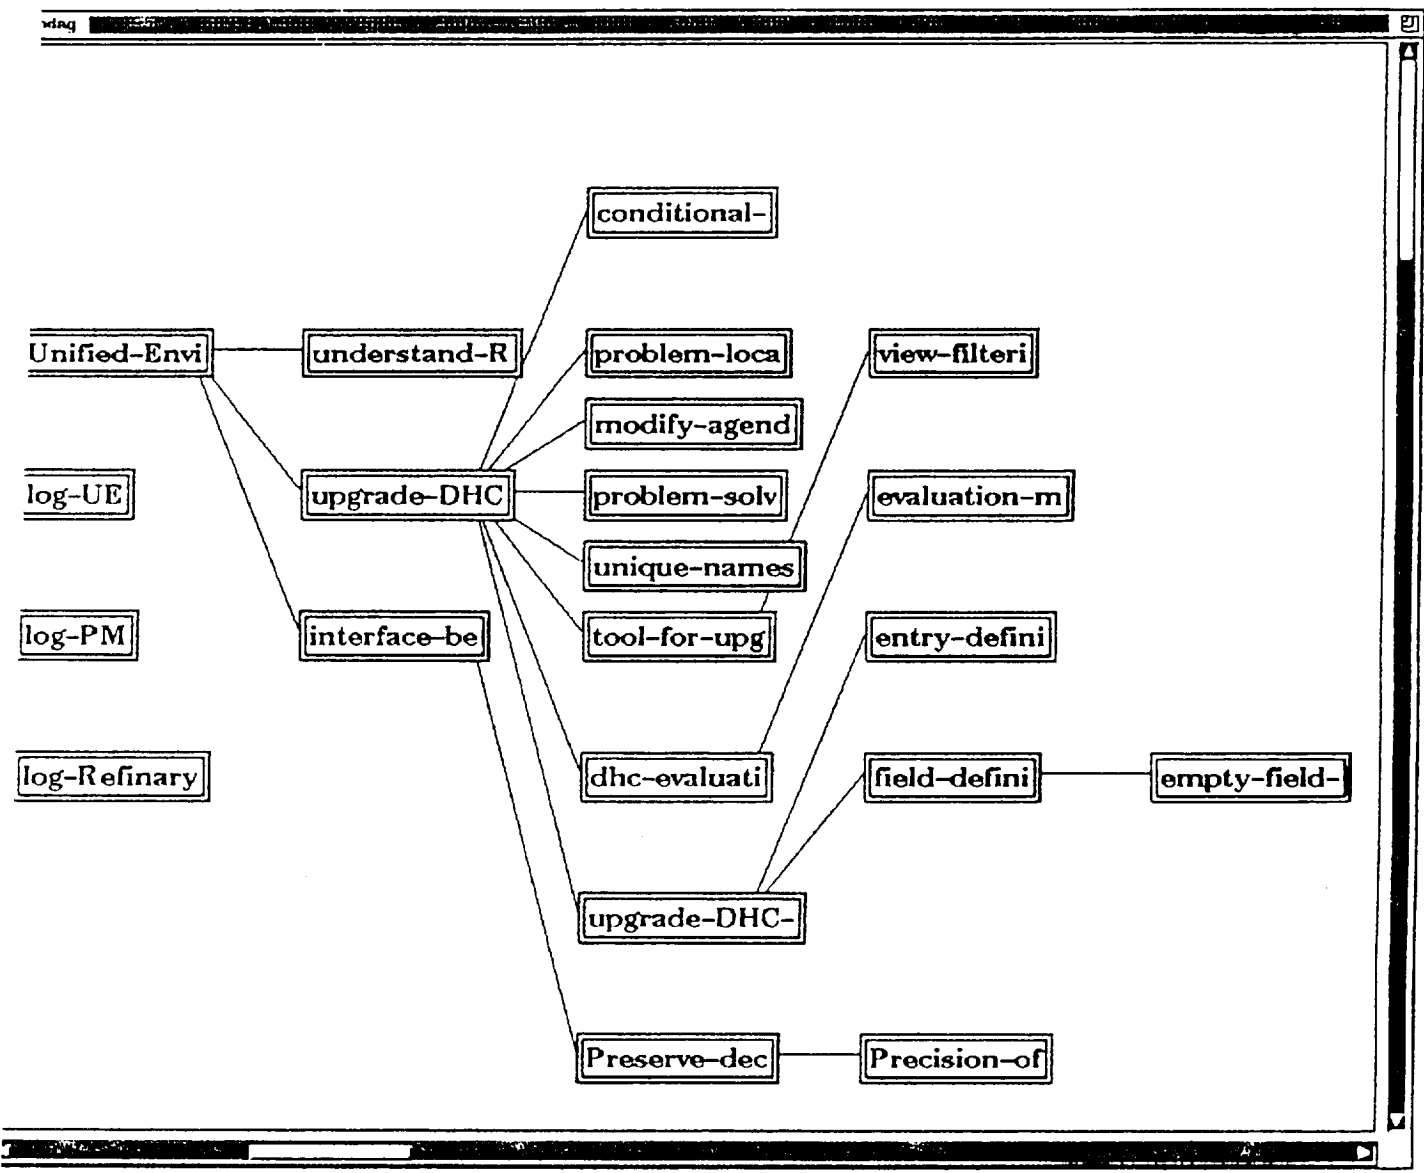 conditional-
Unified-Envi
understand-R
problem-loca
view-filteri
modify-agend
log-UE
upgrade-DHC
problem-solv
evaluation-m
unique-names
log-PM
interface-be
tool-for-upg
entry-defini
log-Refinary
dhc-evaluati
field-defini
empty-field-
upgrade-DHC-
Preserve-dec
Precision-of